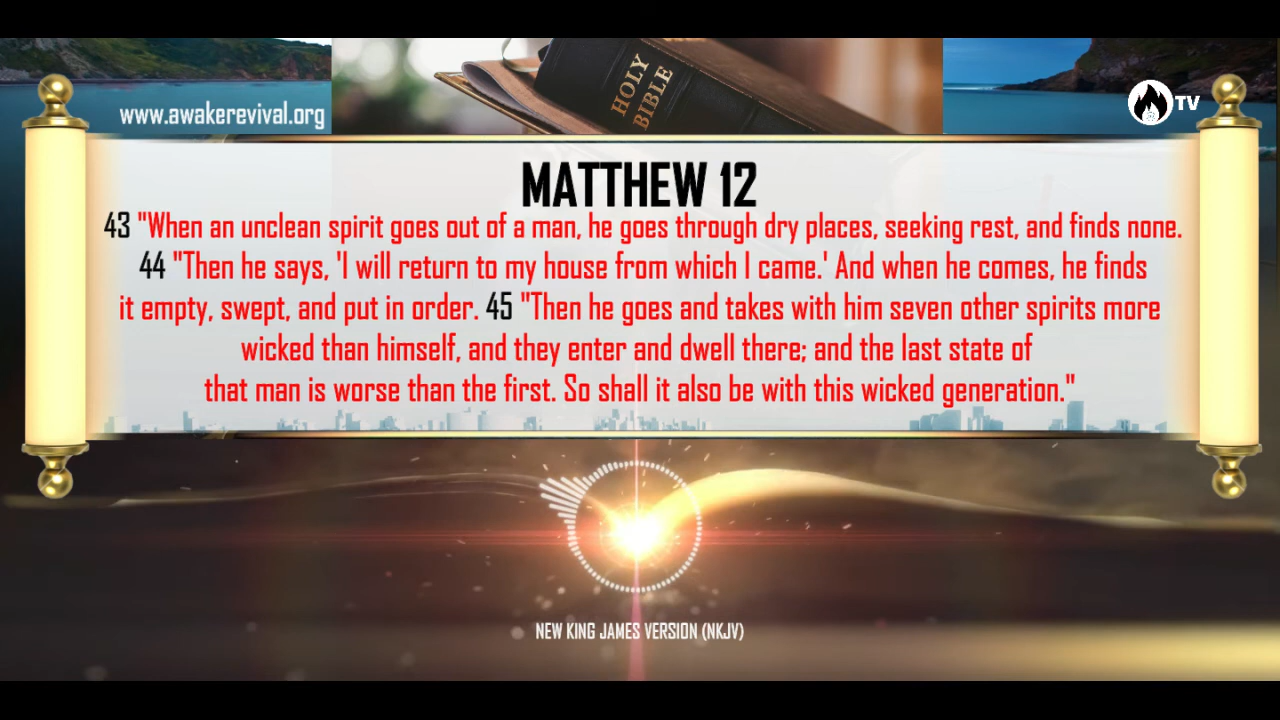 HOLY
BIBLE
www.awakerevival.org
TV
MATTHEW 12
43 "When an unclean spirit goes out of a man, he goes through dry places, seeking rest, and finds none.
44 "Then he says, 'I will return to my house from which I came.' And when he comes, he finds
it empty, swept, and put in order. 45 "Then he goes and takes with him seven other spirits more
wicked than himself, and they enter and dwell there; and the last state of
that man is worse than the first. So shall it also be with this wicked generation."
NEW KING JAMES VERSION (NKJV)